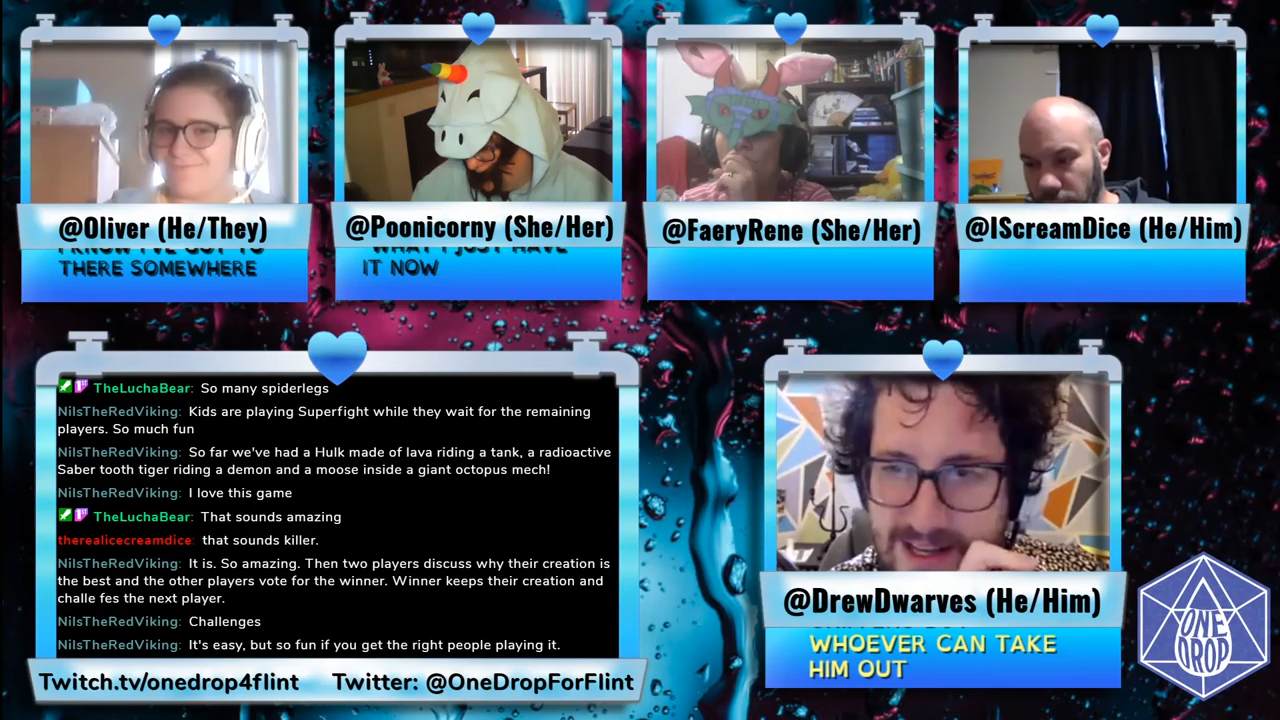 @Oliver (He/They)
@Poonicorny (She/Her)
@FaeryRene (She/Her)
@IScreamDice (He/Him)
I KNOW I'VE GOT TO
THERE SOMEWHERE
WHAT I JUST HAVE
IT NOW
TheLuchaBear: So many spiderlegs
NilsTheRedViking: Kids are playing Superfight while they wait for the remaining
players. So much fun
NilsTheRedViking: So far we've had a Hulk made of lava riding a tank, a radioactive
Saber tooth tiger riding a demon and a moose inside a giant octopus mech!
NilsTheRedViking: I love this game
TheLuchaBear: That sounds amazing
therealicecreamdice: that sounds killer.
NilsTheRedViking: It is. So amazing. Then two players discuss why their creation is
the best and the other players vote for the winner. Winner keeps their creation and
challe fes the next player.
NilsTheRedViking: Challenges
NilsTheRedViking: It's easy, but so fun if you get the right people playing it.
Twitch.tv/onedrop4flint Twitter: @OneDropForFlint
@DrewDwarves (He/Him)
WHOEVER CAN TAKE
HIM OUT
ONE
DROP